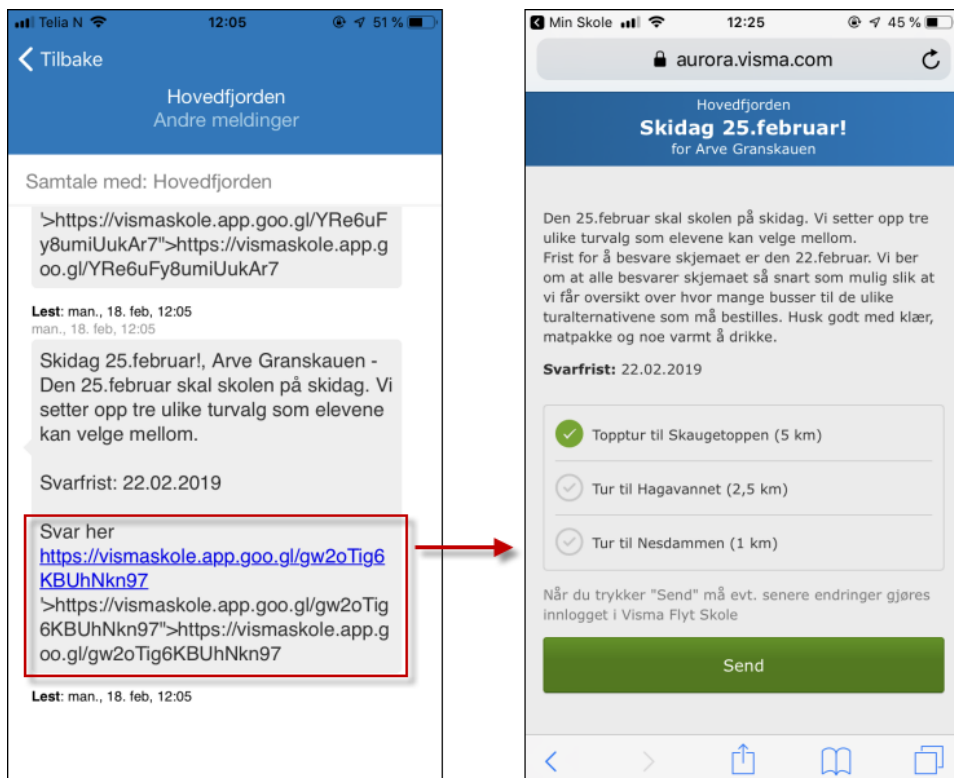 Telia N 12:05 51 %
Tilbake
Hovedfjorden
Andre meldinger
Samtale med: Hovedfjorden
'>https://vismaskole.app.goo.gl/YRe6uF
y8umiUukAr7">https://vismaskole.app.g
oo.gl/YRe6uFy8umiUukAr7
Lest: man., 18. feb, 12:05
man., 18. feb, 12:05
Skidag 25.februar!, Arve Granskauen -
Den 25.februar skal skolen på skidag. Vi
setter opp tre ulike turvalg som elevene
kan velge mellom.
Svarfrist: 22.02.2019
Svar her
https://vismaskole.app.goo.gl/gw2oTig6
KBUhNkn97
'>https://vismaskole.app.goo.gl/gw2oTig
6KBUhNkn97">https://vismaskole.app.g
oo.gl/gw2oTig6KBUhNkn97
Lest: man., 18. feb, 12:05
Min Skole 12:25 45 %
aurora.visma.com
Hovedfjorden
Skidag 25.februar!
for Arve Granskauen
Den 25.februar skal skolen på skidag. Vi setter opp tre
ulike turvalg som elevene kan velge mellom.
Frist for å besvare skjemaet er den 22.februar. Vi ber
om at alle besvarer skjemaet så snart som mulig slik at
vi får oversikt over hvor mange busser til de ulike
turalternativene som må bestilles. Husk godt med klær,
matpakke og noe varmt å drikke.
Svarfrist: 22.02.2019
Topptur til Skaugetoppen (5 km)
Tur til Hagavannet (2,5 km)
Tur til Nesdammen (1 km)
Når du trykker "Send" må evt. senere endringer gjøres
innlogget i Visma Flyt Skole
Send